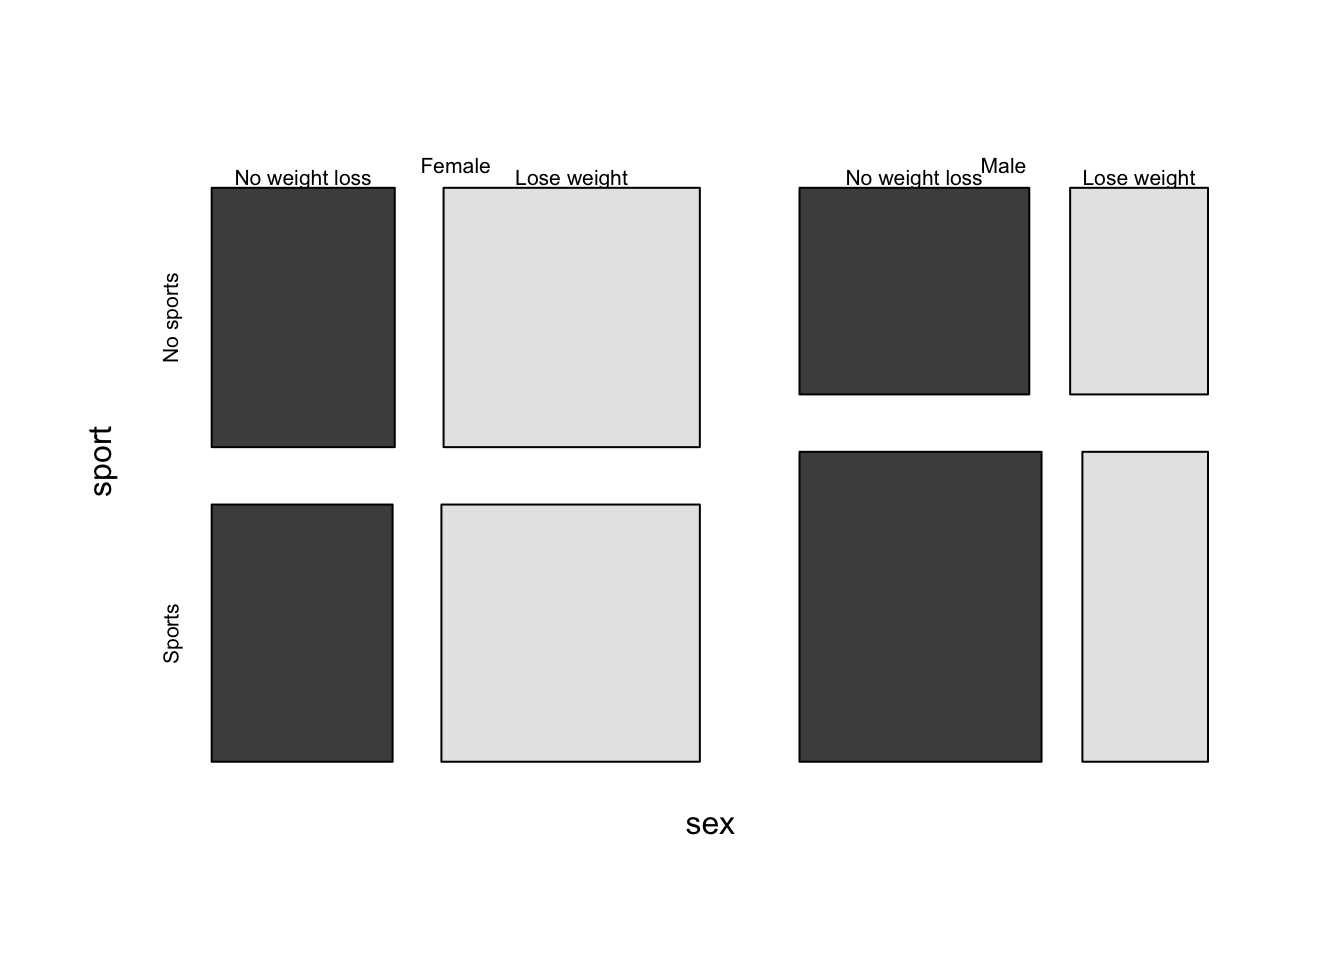 Female
Male
No weight loss
Lose weight
No weight loss
Lose weight
No sports
sport
Sports
sex